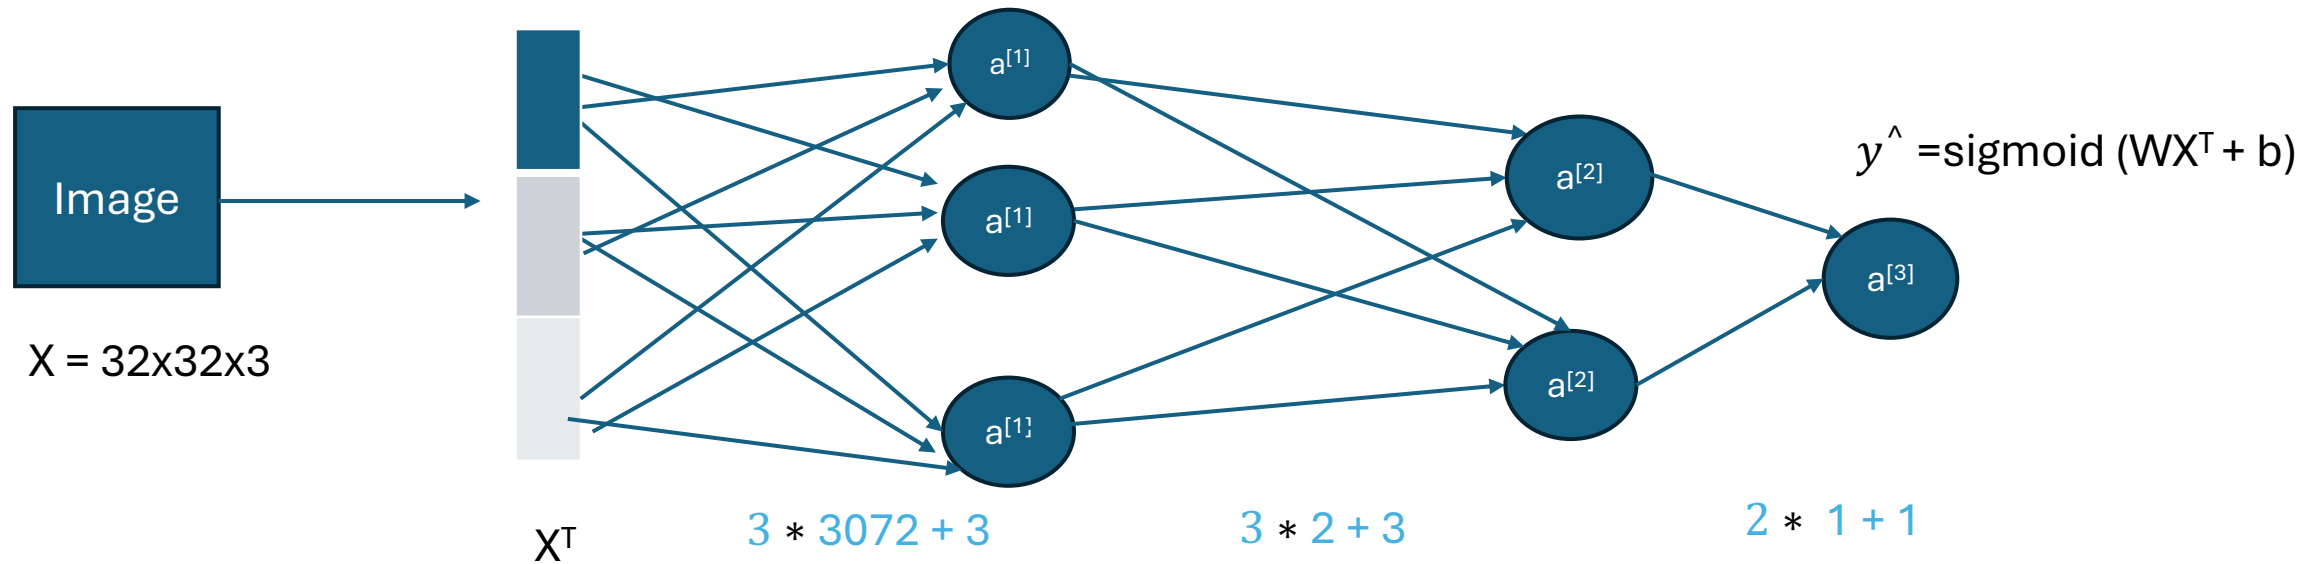 Image
X = 32x32x3
Xᵀ
a[1]
a[1]
a[1]
3 * 3072 + 3
a[2]
a[2]
3 * 2 + 3
a[3]
y^ =sigmoid (WXᵀ + b)
2 * 1 + 1